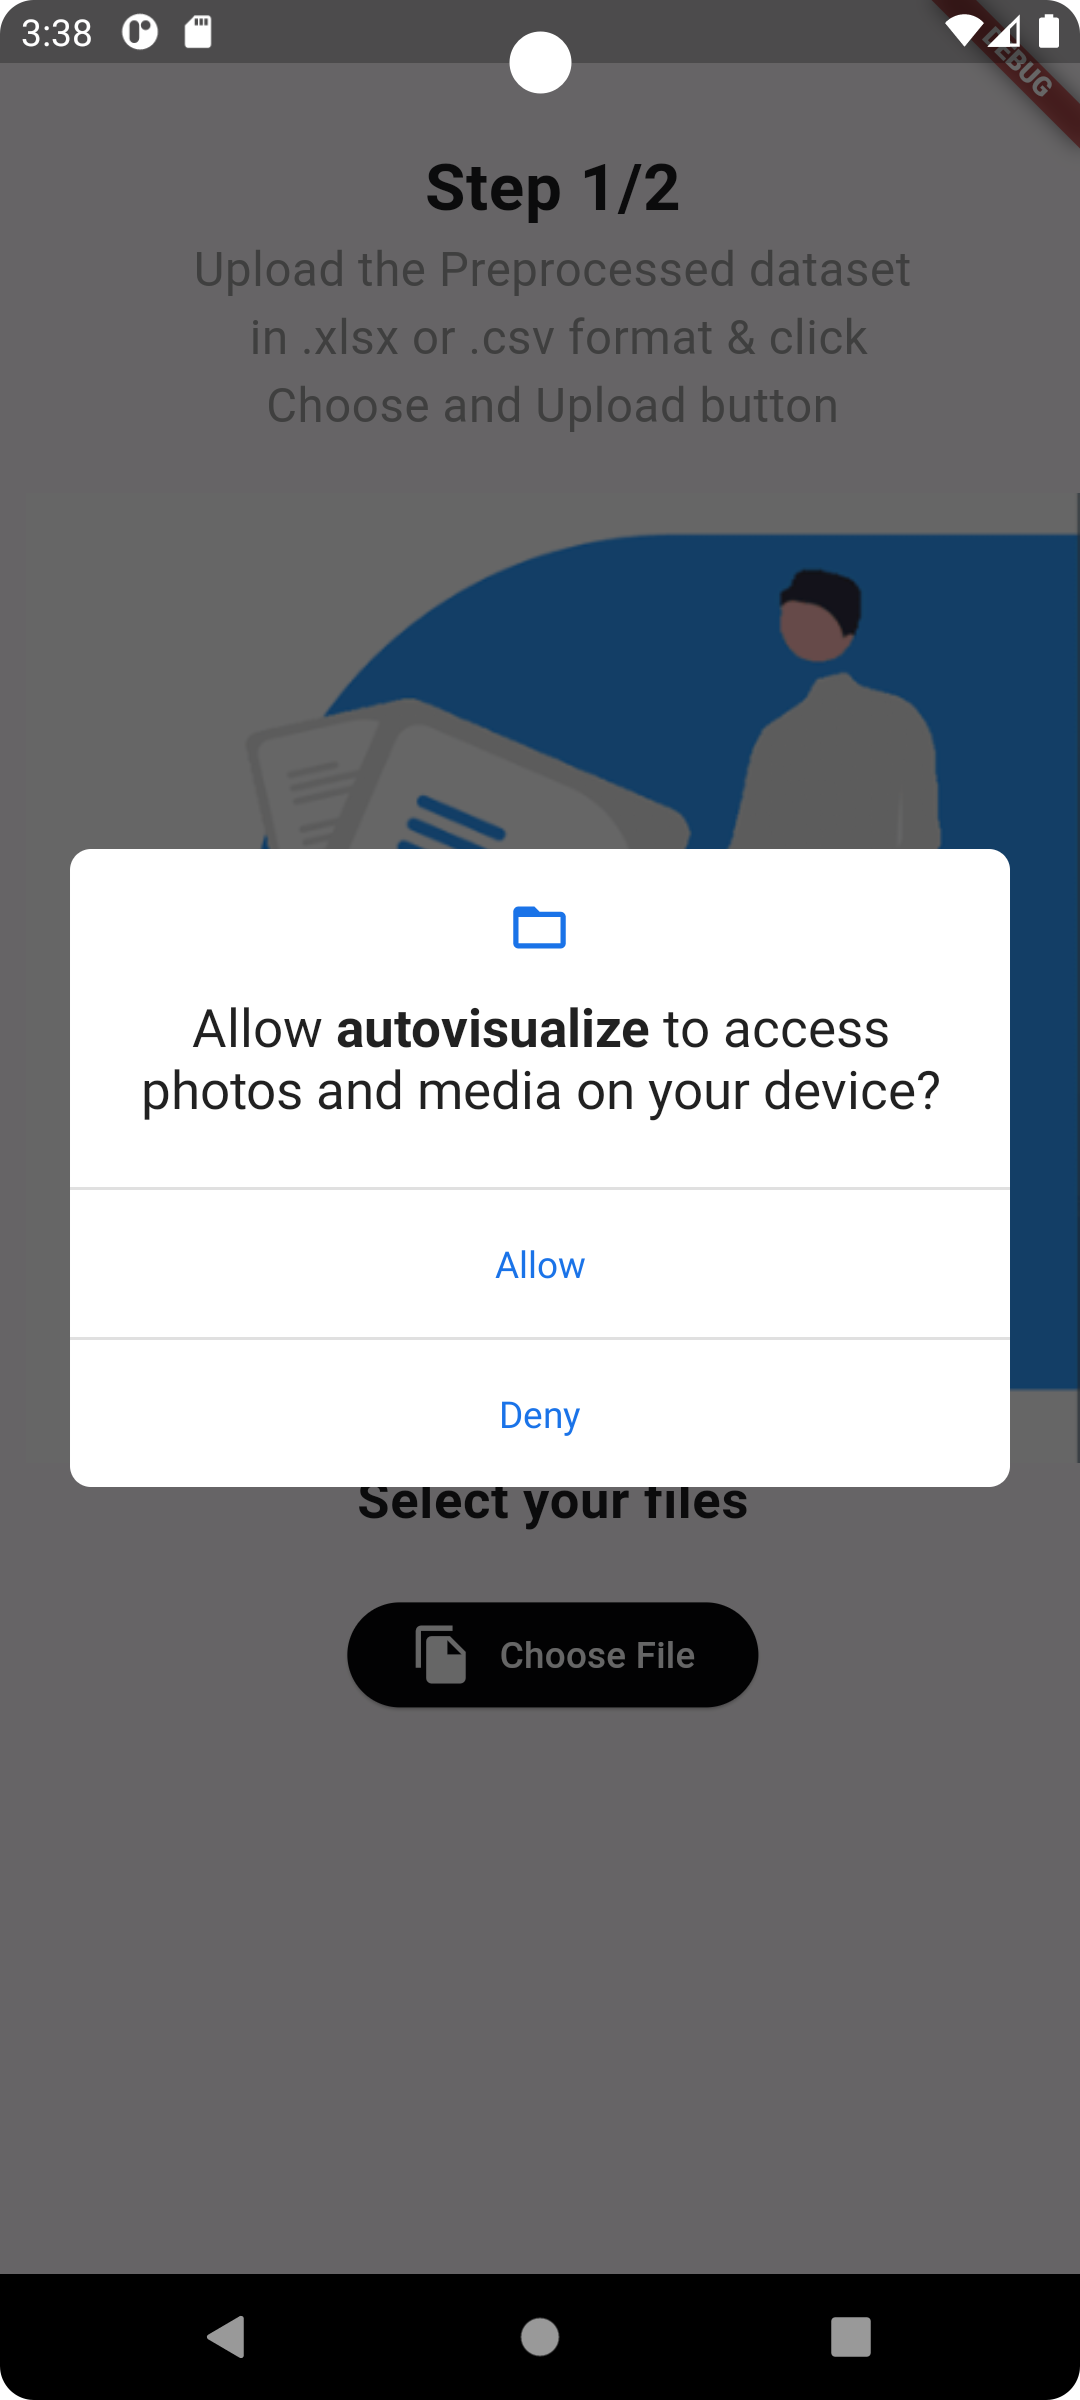 3:38
DEBUG
Step 1/2
Upload the Preprocessed dataset
in .xlsx or .csv format & click
Choose and Upload button
Allow autovisualize to access
photos and media on your device?
Allow
Deny
Select your files
Choose File